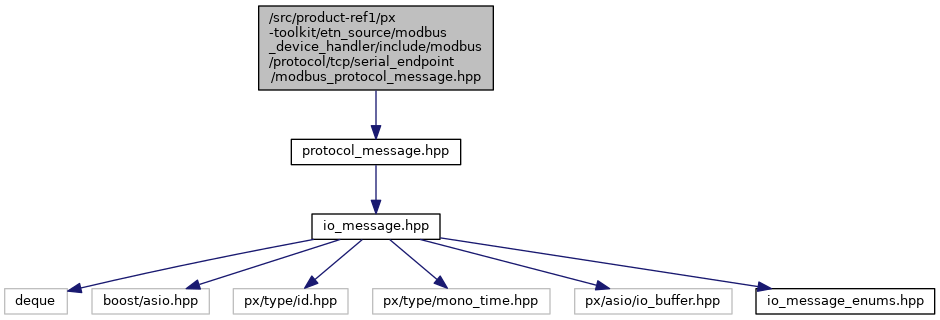 /src/product-ref1/px
-toolkit/etn_source/modbus
_device_handler/include/modbus
/protocol/tcp/serial_endpoint
/modbus_protocol_message.hpp
protocol_message.hpp
io_message.hpp
deque
boost/asio.hpp
px/type/id.hpp
px/type/mono_time.hpp
px/asio/io_buffer.hpp
io_message_enums.hpp